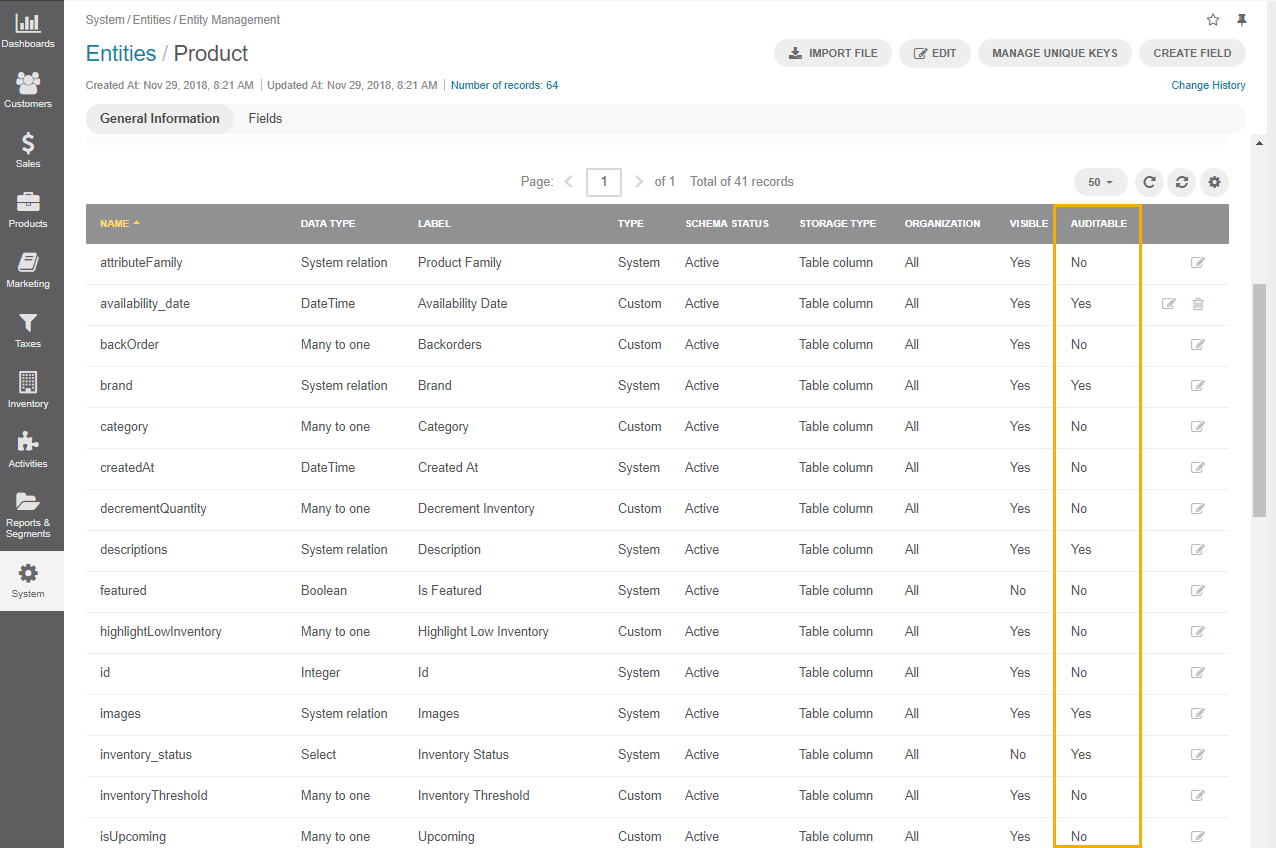 System / Entities / Entity Management
Entities / Product
IMPORT FILE
EDIT
MANAGE UNIQUE KEYS
CREATE FIELD
Created At: Nov 29, 2018, 8:21 AM | Updated At: Nov 29, 2018, 8:21 AM | Number of records: 64
Change History
General Information
Fields
Dashboards
Customers
Sales
Products
Marketing
Taxes
Inventory
Activities
Reports &
Segments
System
Page: 1 of 1 Total of 41 records
50
NAME DATA TYPE LABEL TYPE SCHEMA STATUS STORAGE TYPE ORGANIZATION VISIBLE AUDITABLE
attributeFamily System relation Product Family System Active Table column All Yes No
availability_date DateTime Availability Date Custom Active Table column All Yes Yes
backOrder Many to one Backorders Custom Active Table column All Yes No
brand System relation Brand System Active Table column All Yes Yes
category Many to one Category Custom Active Table column All Yes No
createdAt DateTime Created At System Active Table column All Yes No
decrementQuantity Many to one Decrement Inventory Custom Active Table column All Yes No
descriptions System relation Description System Active Table column All Yes Yes
featured Boolean Is Featured System Active Table column All No No
highlightLowInventory Many to one Highlight Low Inventory Custom Active Table column All Yes No
id Integer Id System Active Table column All Yes No
images System relation Images System Active Table column All Yes Yes
inventory_status Select Inventory Status System Active Table column All No Yes
inventoryThreshold Many to one Inventory Threshold Custom Active Table column All Yes No
isUpcoming Many to one Upcoming Custom Active Table column All Yes No